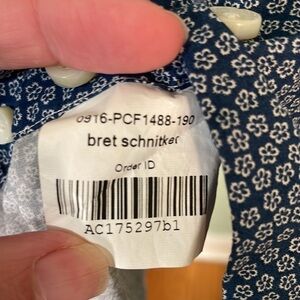 0916-PCF1488-190
bret schnitker
Order ID
AC175297b1